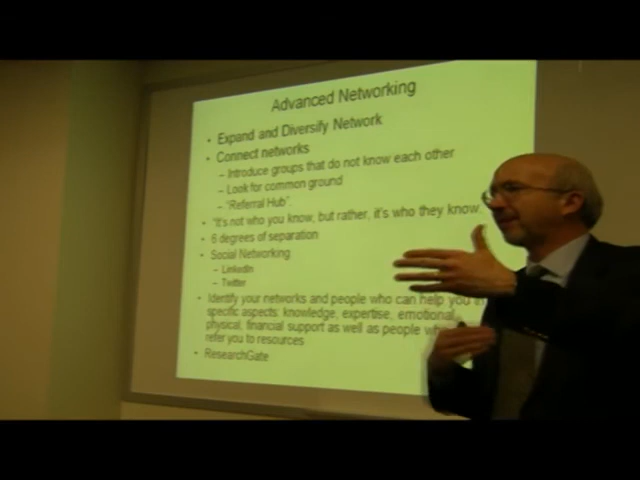 Advanced Networking
• Expand and Diversify Network
• Connect networks
– Introduce groups that do not know each other
– Look for common ground
– "Referral Hub".
• "It's not who you know, but rather, it's who they know.
• 6 degrees of separation
• Social Networking
– LinkedIn
– Twitter
• Identify your networks and people who can help you in
specific aspects: knowledge, expertise, emotional,
physical, financial support as well as people
refer you to resources
• ResearchGate